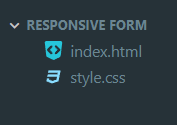 RESPONSIVE FORM
index.html
style.css